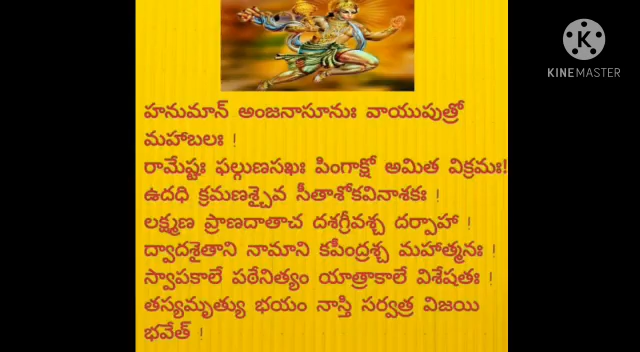 KINEMASTER
హనుమాన్ అంజనాసూనుః వాయుపుత్రో
మహాబలః !
రామేష్టః ఫల్గుణసఖః పింగాక్షో అమిత విక్రమః!
ఉదధి క్రమణశ్చైవ సీతాశోకవినాశకః !
లక్ష్మణ ప్రాణదాతాచ దశగ్రీవశ్చ దర్పాహా !
ద్వాదశైతాని నామాని కపీంద్రశ్చ మహాత్మనః !
స్వాపకాలే పఠేనిత్యం యాత్రాకాలే విశేషతః !
తస్యమృత్యు భయం నాస్తి సర్వత్ర విజయి
భవేత్ !